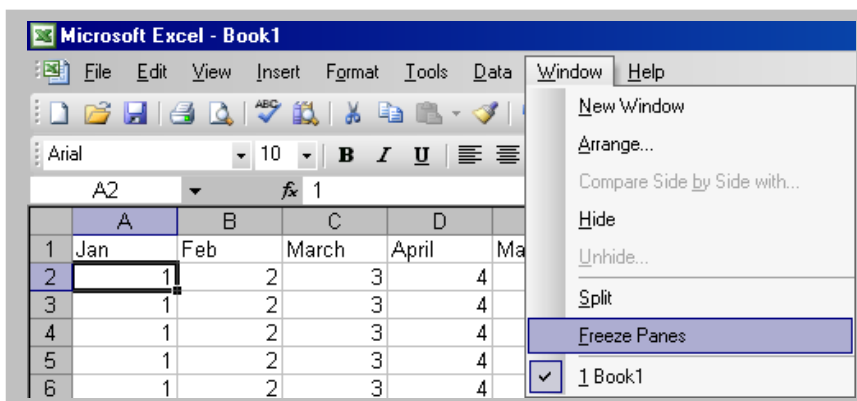 Microsoft Excel - Book1
File Edit View Insert Format Tools Data Window Help
New Window
Arrange...
Compare Side by Side with...
Hide
Unhide...
Split
Freeze Panes
1 Book1
ABC
Arial 10 B I U
A2 fx 1
A B C D
1 Jan Feb March April
2 1 2 3 4
3 1 2 3 4
4 1 2 3 4
5 1 2 3 4
6 1 2 3 4